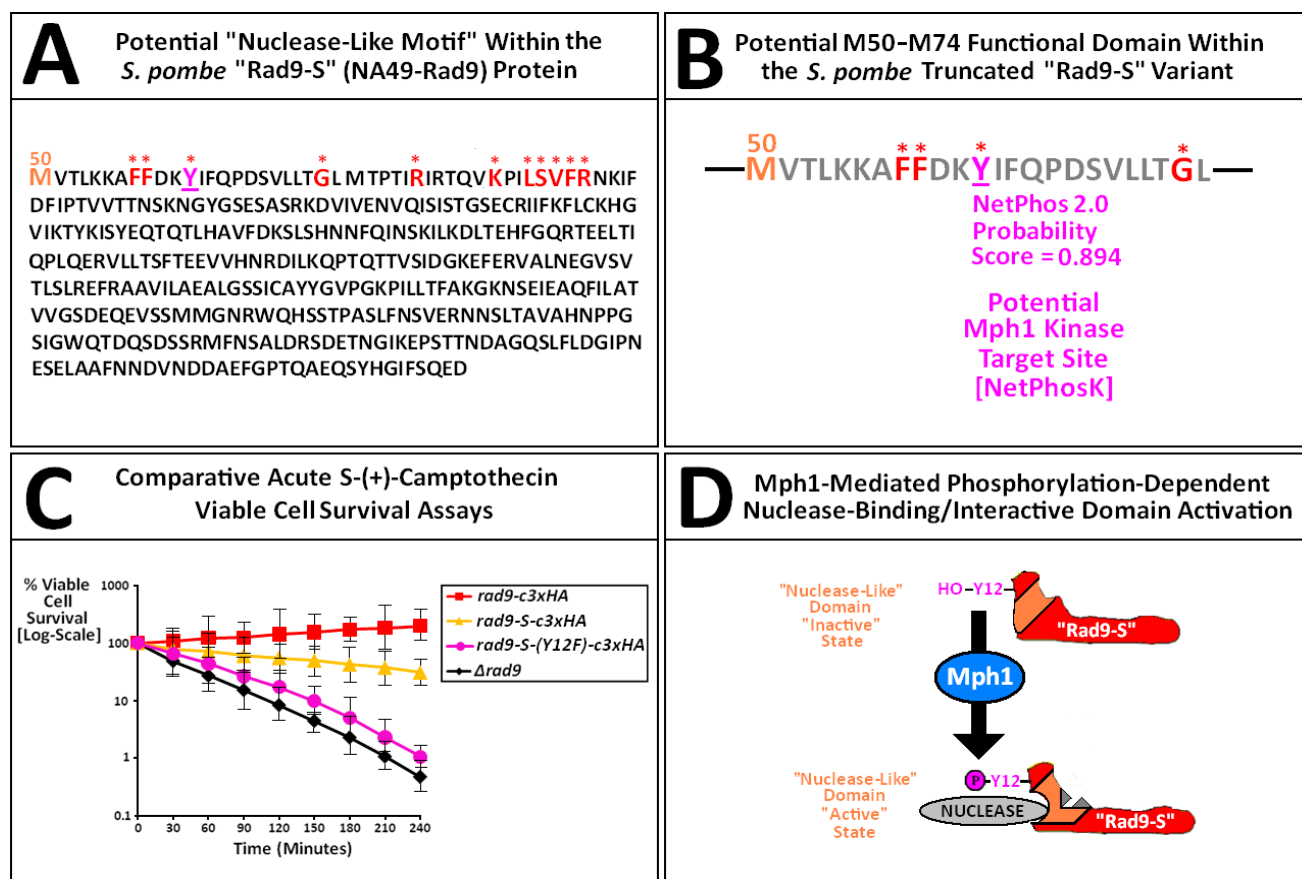 A
Potential "Nuclease-Like Motif" Within the
S. pombe "Rad9-S" (NA49-Rad9) Protein
50
* * * * * * * * * * *
MVTLKKAFFDKYIFQPDSVLLTGLMTPTIRIRTQVKPILSVFRNKIF
DFIPTVVTTNSKNGYGSESASRKDVIVENVQISISTGSECRIIFKFLCKHG
VIKTYKISYEQTQTLHAVFDKSLSHNNFQINSKILKDLTEHFGQRTEELTI
QPLQERVLLTSFTEEVVHNRDILKQPTQTTVSIDGKEFERVALNEGVSV
TLSLREFRAAVILAEALGSSICAYYGVPGKPILLTFAKGKNSEIEAQFILAT
VVGSDEQEVSSMMGNRWQHSSTPASLFNSVERNNSLTAVAHNPPG
SIGWQTDQSDSSRMFNSALDRSDETNGIKEPSTTNDAGQSLFLDGIPN
ESELAAFNNDVNDDAEFGPTQAEQSYHGIFSQED
B
Potential M50–M74 Functional Domain Within
the S. pombe Truncated "Rad9-S" Variant
50
* * * *
MVTLKKAFFDKYIFQPDSVLLTGL
NetPhos 2.0
Probability
Score = 0.894
Potential
Mph1 Kinase
Target Site
[NetPhosK]
C
Comparative Acute S-(+)-Camptothecin
Viable Cell Survival Assays
% Viable
Cell
Survival
[Log-Scale]
1000
100
10
1
0.1
0 30 60 90 120 150 180 210 240
Time (Minutes)
rad9-c3xHA
rad9-S-c3xHA
rad9-S-(Y12F)-c3xHA
Δrad9
D
Mph1-Mediated Phosphorylation-Dependent
Nuclease-Binding/Interactive Domain Activation
"Nuclease-Like"
Domain
"Inactive"
State
HO–Y12
"Rad9-S"
Mph1
"Nuclease-Like"
Domain
"Active"
State
P –Y12
NUCLEASE
"Rad9-S"